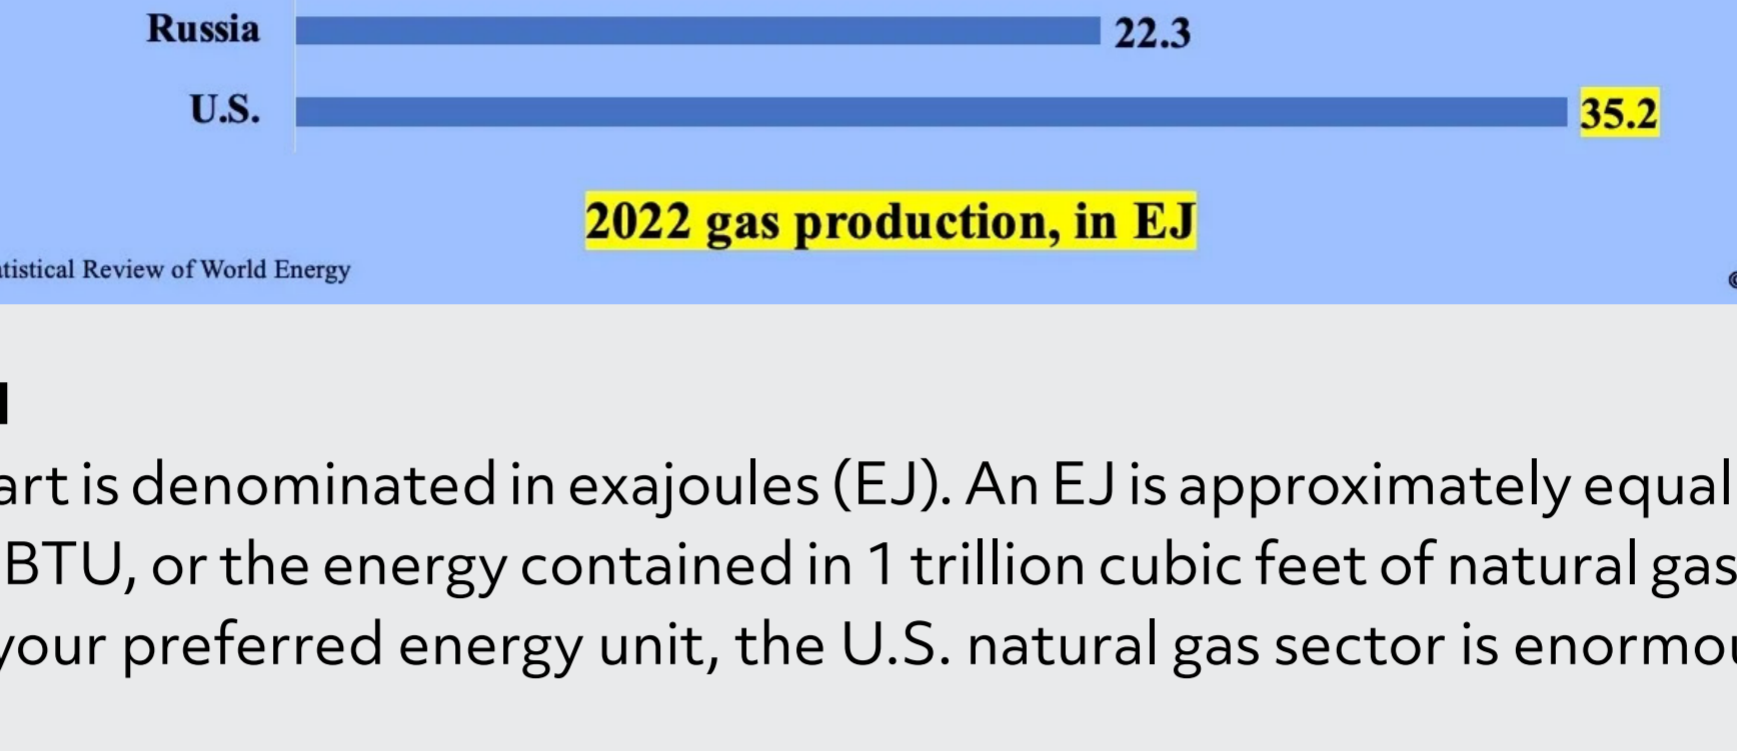 Russia 22.3
U.S. 35.2
2022 gas production, in EJ
tistical Review of World Energy
©
art is denominated in exajoules (EJ). An EJ is approximately equal
BTU, or the energy contained in 1 trillion cubic feet of natural gas
your preferred energy unit, the U.S. natural gas sector is enormou